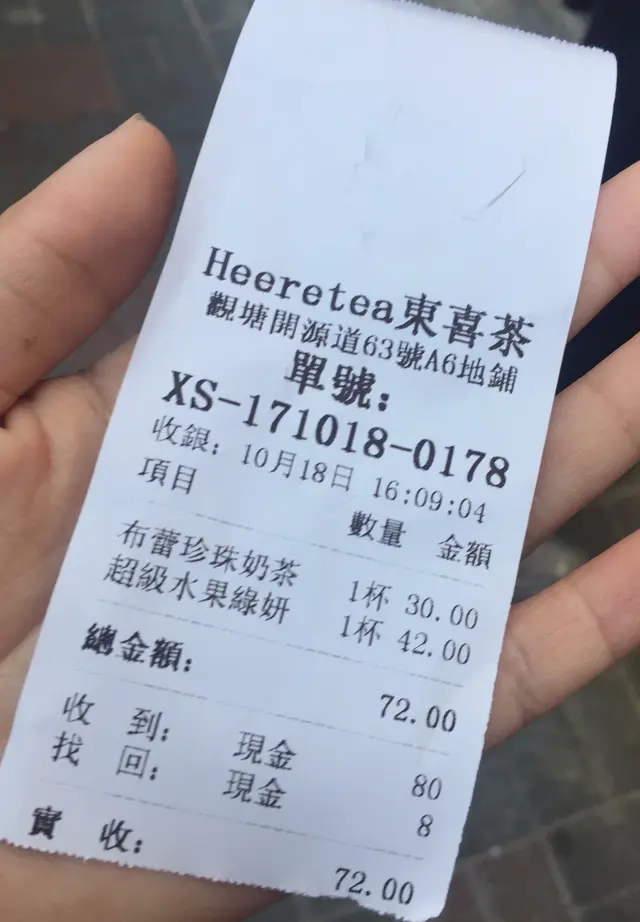 Heeretea東喜茶
觀塘開源道63號A6地鋪
單號:
XS-171018-0178
收銀: 10月18日 16:09:04
項目 數量 金額
布蕾珍珠奶茶 1杯 30.00
超級水果綠妍 1杯 42.00
總金額: 72.00
收 到: 現金 80
找 回: 現金 8
實 收: 72.00